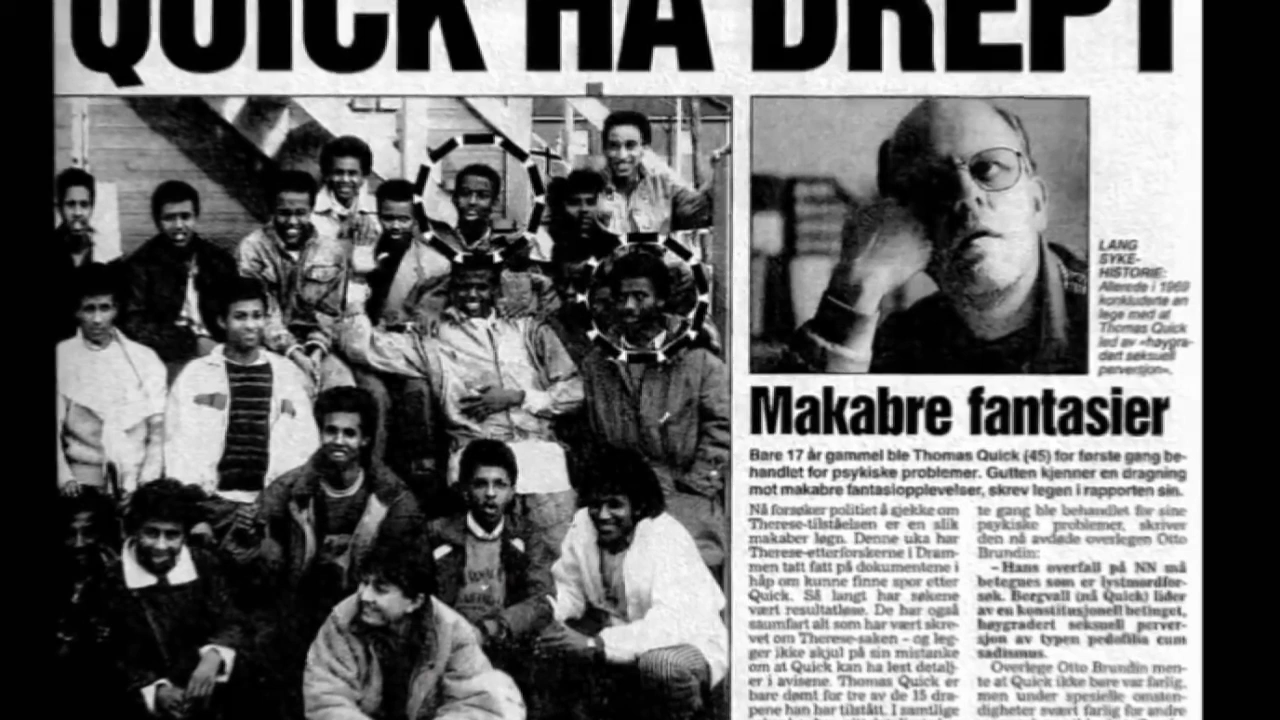 QUICK HA DREPT
LANG
SYKE-
HISTORIE:
Allerede i 1969
konkluderte en
lege med at
Thomas Quick
led av «høygra-
dert seksuell
perversjon».
Makabre fantasier
Bare 17 år gammel ble Thomas Quick (45) for første gang be-
handlet for psykiske problemer. Gutten kjenner en dragning
mot makabre fantasiopplevelser, skrev legen i rapporten sin.
Nå forsøker politiet å sjekke om
Therese-tilståelsen er en slik
makaber løgn. Denne uka har
Therese-etterforskerne i Dram-
men tatt fatt på dokumentene i
håp om kunne finne spor etter
Quick. Så langt har søkene
vært resultatløse. De har også
saumfart alt som har vært skre-
vet om Therese-saken – og leg-
ger ikke skjul på sin mistanke
om at Quick kan ha lest detalj-
er i avisene. Thomas Quick er
bare dømt for tre av de 15 dra-
pene han har tilstått. I samtlige
te gang ble behandlet for sine
psykiske problemer, skriver
den nå avdøde overlegen Otto
Brundin:
– Hans overfall på NN må
betegnes som er lystmordfor-
søk. Bergvall (nå Quick) lider
av en konstitusjonell betinget,
høygradert seksuell perver-
sjon av typen pedofilia cum
sadismus.
Overlege Otto Brundin men-
te at Quick ikke bare var farlig,
men under spesielle omsten-
digheter svært farlig for andre